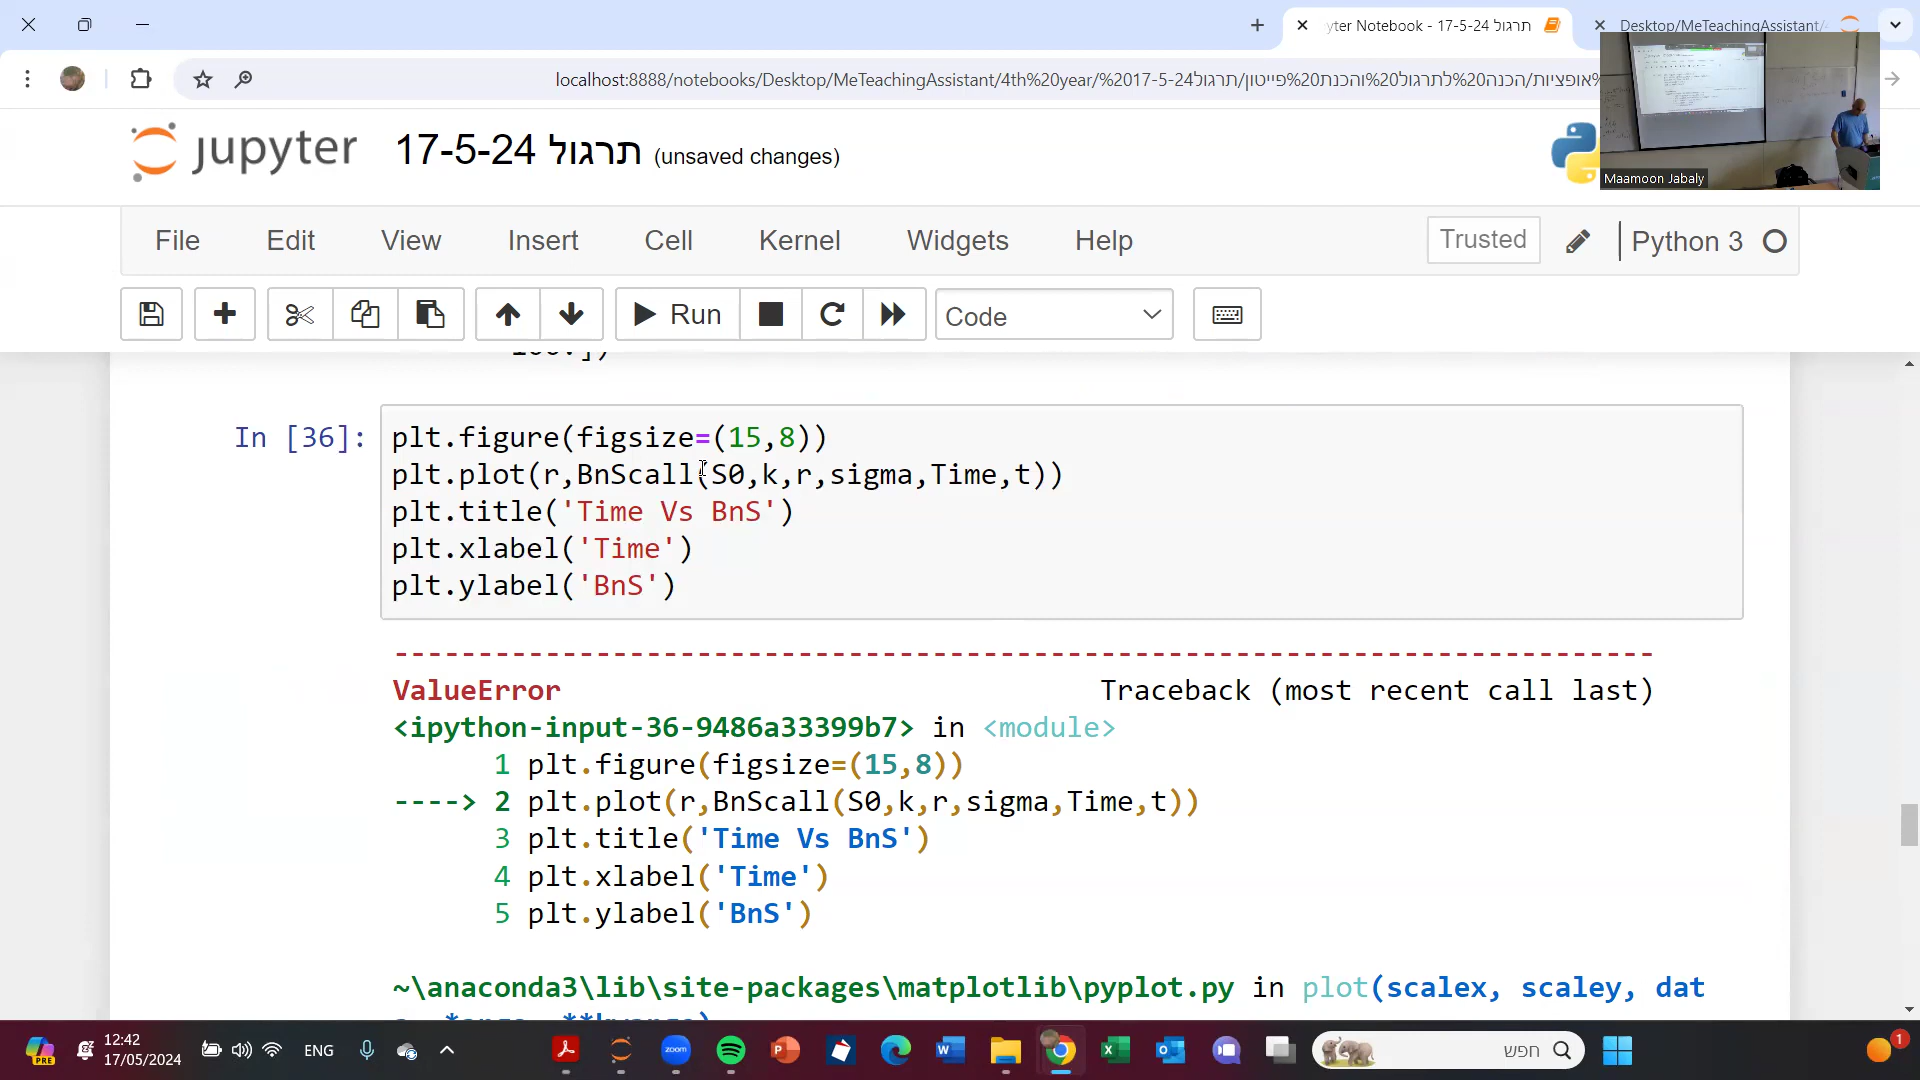 yter Notebook - 17-5-24 תרגול
Desktop/MeTeachingAssistant/
localhost:8888/notebooks/Desktop/MeTeachingAssistant/4th%20year/%2017-5-24אופציות/הכנה%20לתרגול%20והכנת%20פייטון/תרגול%
jupyter
תרגול 17-5-24 (unsaved changes)
Maamoon Jabaly
File Edit View Insert Cell Kernel Widgets Help
Trusted
Python 3
Run
Code
In [36]:
plt.figure(figsize=(15,8))
plt.plot(r,BnScall(S0,k,r,sigma,Time,t))
plt.title('Time Vs BnS')
plt.xlabel('Time')
plt.ylabel('BnS')
---------------------------------------------------------------------------
ValueError Traceback (most recent call last)
<ipython-input-36-9486a33399b7> in <module>
1 plt.figure(figsize=(15,8))
----> 2 plt.plot(r,BnScall(S0,k,r,sigma,Time,t))
3 plt.title('Time Vs BnS')
4 plt.xlabel('Time')
5 plt.ylabel('BnS')
~\anaconda3\lib\site-packages\matplotlib\pyplot.py in plot(scalex, scaley, dat
PRE
12:42
17/05/2024
ENG
zoom
חפש
1